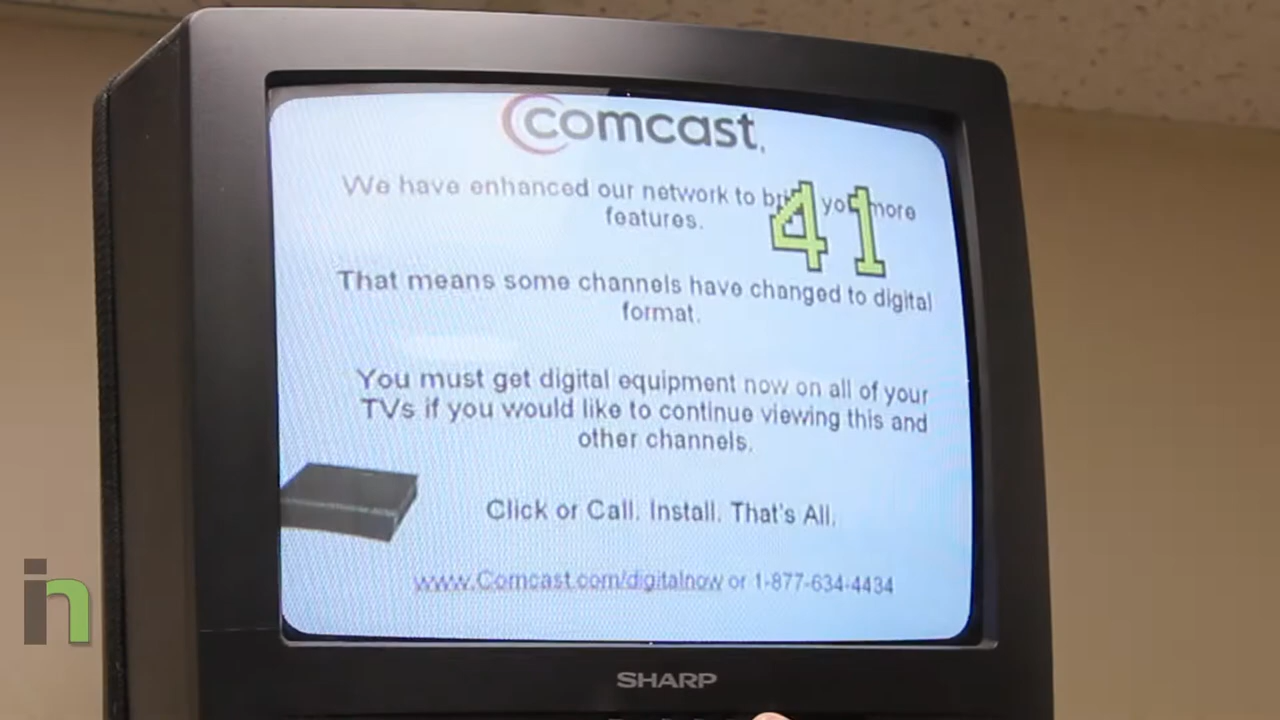 comcast.
We have enhanced our network to bring you more
features.
41
That means some channels have changed to digital
format.
You must get digital equipment now on all of your
TVs if you would like to continue viewing this and
other channels.
Click or Call. Install. That's All.
www.Comcast.com/digitalnow or 1-877-634-4434
in
SHARP